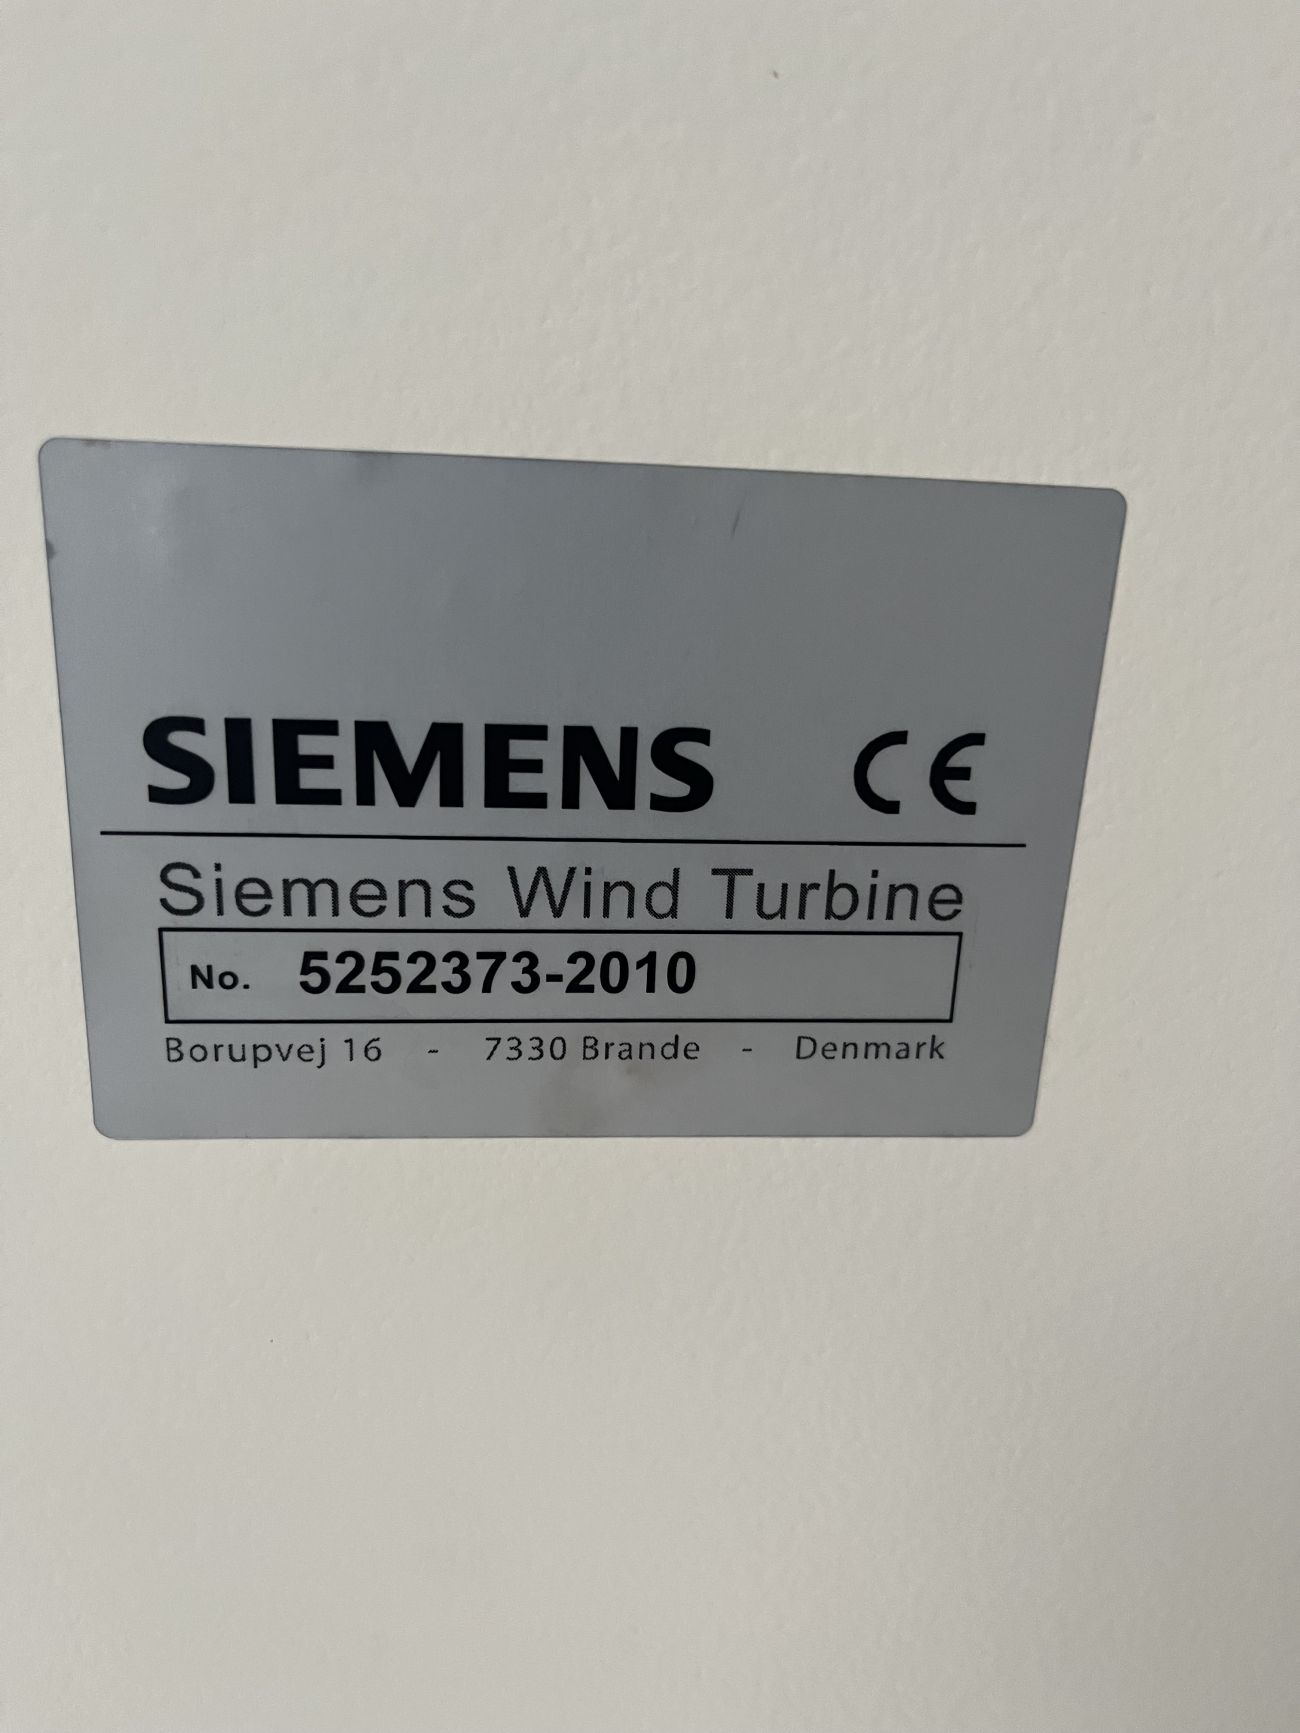 SIEMENS CE
Siemens Wind Turbine
No. 5252373-2010
Borupvej 16 - 7330 Brande - Denmark